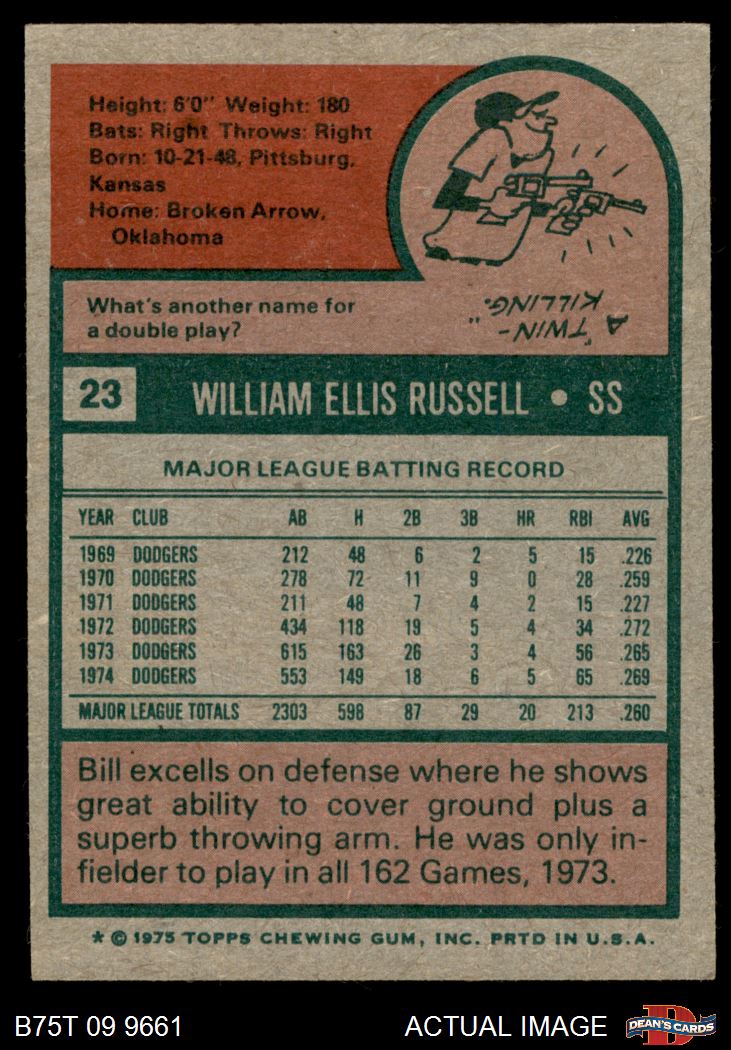 Height: 6'0" Weight: 180
Bats: Right Throws: Right
Born: 10-21-48, Pittsburg,
Kansas
Home: Broken Arrow,
Oklahoma
What's another name for
a double play?
A
"TWIN-"
KILLING.
23 WILLIAM ELLIS RUSSELL • SS
MAJOR LEAGUE BATTING RECORD
YEAR CLUB AB H 2B 3B HR RBI AVG
1969 DODGERS 212 48 6 2 5 15 .226
1970 DODGERS 278 72 11 9 0 28 .259
1971 DODGERS 211 48 7 4 2 15 .227
1972 DODGERS 434 118 19 5 4 34 .272
1973 DODGERS 615 163 26 3 4 56 .265
1974 DODGERS 553 149 18 6 5 65 .269
MAJOR LEAGUE TOTALS 2303 598 87 29 20 213 .260
Bill excells on defense where he shows
great ability to cover ground plus a
superb throwing arm. He was only in-
fielder to play in all 162 Games, 1973.
* © 1975 TOPPS CHEWING GUM, INC. PRTD IN U.S.A.
B75T 09 9661 ACTUAL IMAGE DEAN'S CARDS